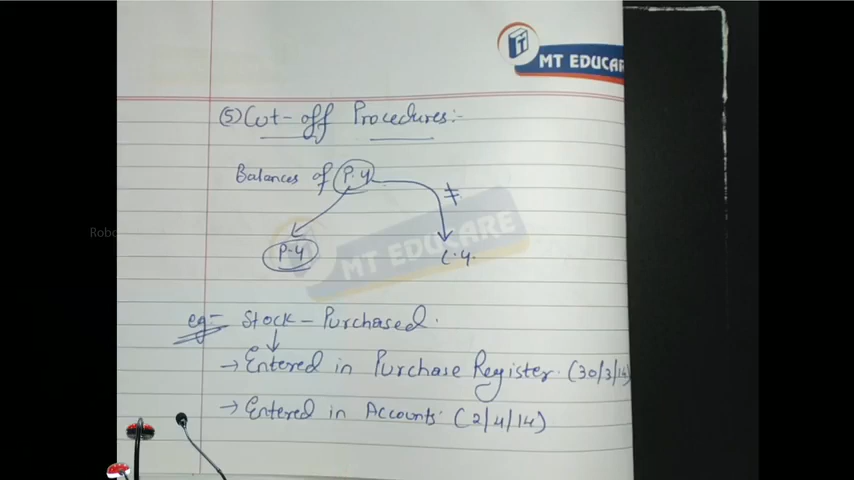 MT EDUCARE
⑤ Cut-off Procedures:-
Balances of P.Y
≠
P.Y C.Y.
MT EDUCARE
eg- Stock - Purchased.
→ Entered in Purchase Register. (30/3/14)
→ Entered in Accounts. (2/4/14)